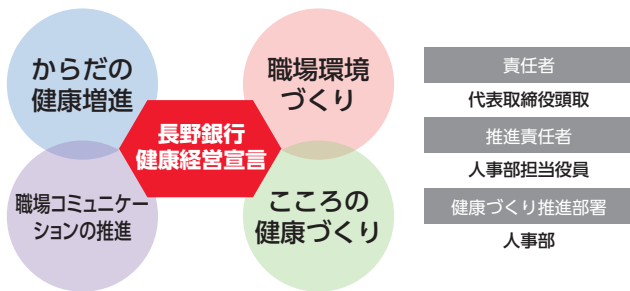 からだの
健康増進
職場環境
づくり
長野銀行
健康経営宣言
職場コミュニケー
ションの推進
こころの
健康づくり
責任者
代表取締役頭取
推進責任者
人事部担当役員
健康づくり推進部署
人事部